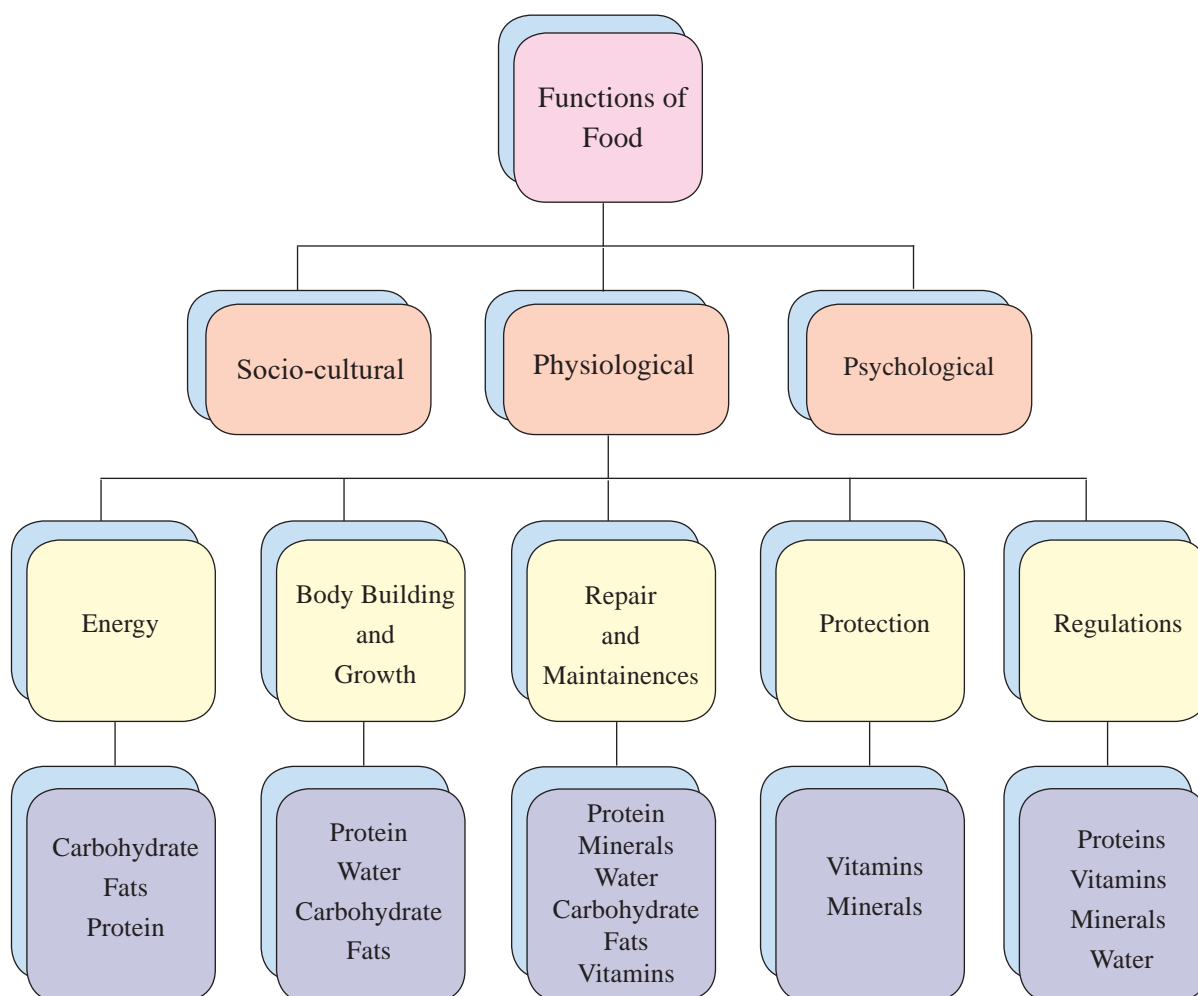 Functions of
Food
Socio-cultural
Physiological
Psychological
Energy
Body Building
and
Growth
Repair
and
Maintainences
Protection
Regulations
Carbohydrate
Fats
Protein
Protein
Water
Carbohydrate
Fats
Protein
Minerals
Water
Carbohydrate
Fats
Vitamins
Vitamins
Minerals
Proteins
Vitamins
Minerals
Water